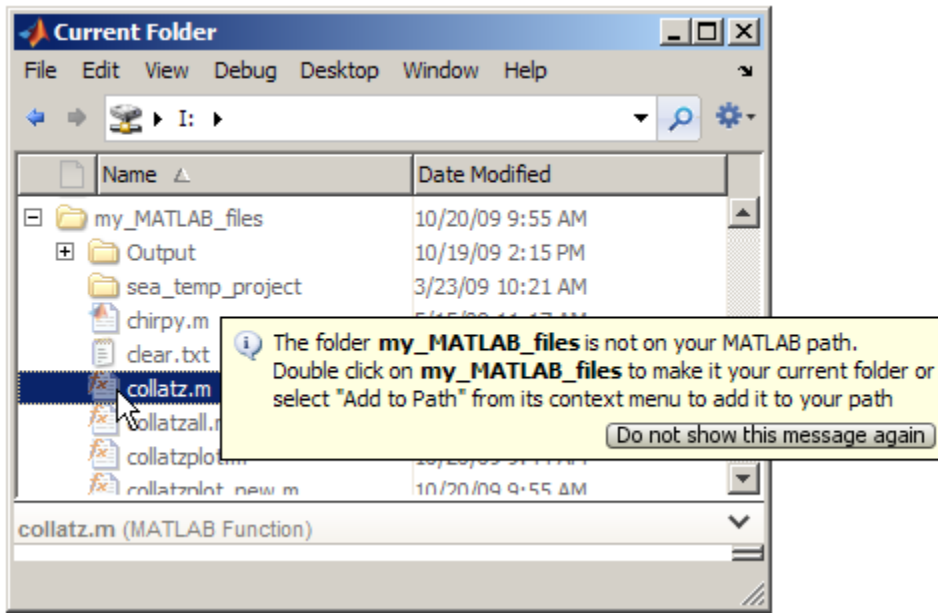 Current Folder
File Edit View Debug Desktop Window Help
I:
Name Date Modified
my_MATLAB_files 10/20/09 9:55 AM
Output 10/19/09 2:15 PM
sea_temp_project 3/23/09 10:21 AM
chirpy.m
The folder my_MATLAB_files is not on your MATLAB path.
clear.txt
Double click on my_MATLAB_files to make it your current folder or
collatz.m
select "Add to Path" from its context menu to add it to your path
Do not show this message again
collatzplot_new.m 10/20/09 9:55 AM
collatz.m (MATLAB Function)